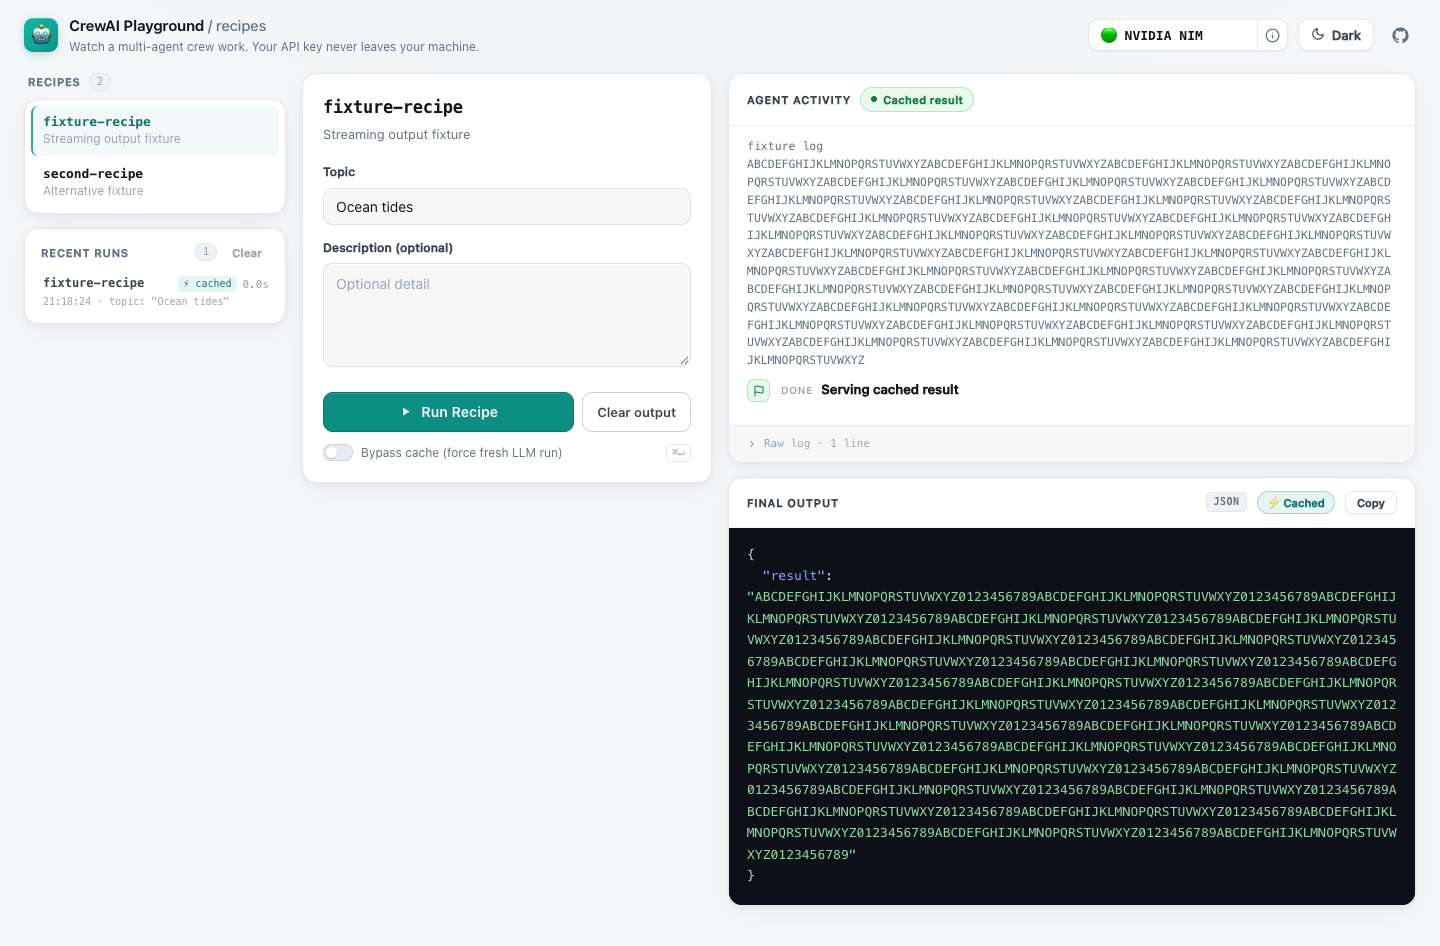 CrewAI Playground / recipes
Watch a multi-agent crew work. Your API key never leaves your machine.
NVIDIA NIM
Dark
RECIPES 2
fixture-recipe
Streaming output fixture
second-recipe
Alternative fixture
RECENT RUNS 1 Clear
fixture-recipe ⚡ cached 0.0s
21:18:24 · topic: "Ocean tides"
fixture-recipe
Streaming output fixture
Topic
Ocean tides
Description (optional)
Optional detail
Run Recipe
Clear output
Bypass cache (force fresh LLM run) ⌘↵
AGENT ACTIVITY Cached result
fixture log
ABCDEFGHIJKLMNOPQRSTUVWXYZABCDEFGHIJKLMNOPQRSTUVWXYZABCDEFGHIJKLMNOPQRSTUVWXYZABCDEFGHIJKLMNO
PQRSTUVWXYZABCDEFGHIJKLMNOPQRSTUVWXYZABCDEFGHIJKLMNOPQRSTUVWXYZABCDEFGHIJKLMNOPQRSTUVWXYZABCD
EFGHIJKLMNOPQRSTUVWXYZABCDEFGHIJKLMNOPQRSTUVWXYZABCDEFGHIJKLMNOPQRSTUVWXYZABCDEFGHIJKLMNOPQRS
TUVWXYZABCDEFGHIJKLMNOPQRSTUVWXYZABCDEFGHIJKLMNOPQRSTUVWXYZABCDEFGHIJKLMNOPQRSTUVWXYZABCDEFGH
IJKLMNOPQRSTUVWXYZABCDEFGHIJKLMNOPQRSTUVWXYZABCDEFGHIJKLMNOPQRSTUVWXYZABCDEFGHIJKLMNOPQRSTUVW
XYZABCDEFGHIJKLMNOPQRSTUVWXYZABCDEFGHIJKLMNOPQRSTUVWXYZABCDEFGHIJKLMNOPQRSTUVWXYZABCDEFGHIJKL
MNOPQRSTUVWXYZABCDEFGHIJKLMNOPQRSTUVWXYZABCDEFGHIJKLMNOPQRSTUVWXYZABCDEFGHIJKLMNOPQRSTUVWXYZA
BCDEFGHIJKLMNOPQRSTUVWXYZABCDEFGHIJKLMNOPQRSTUVWXYZABCDEFGHIJKLMNOPQRSTUVWXYZABCDEFGHIJKLMNOP
QRSTUVWXYZABCDEFGHIJKLMNOPQRSTUVWXYZABCDEFGHIJKLMNOPQRSTUVWXYZABCDEFGHIJKLMNOPQRSTUVWXYZABCDE
FGHIJKLMNOPQRSTUVWXYZABCDEFGHIJKLMNOPQRSTUVWXYZABCDEFGHIJKLMNOPQRSTUVWXYZABCDEFGHIJKLMNOPQRST
UVWXYZABCDEFGHIJKLMNOPQRSTUVWXYZABCDEFGHIJKLMNOPQRSTUVWXYZABCDEFGHIJKLMNOPQRSTUVWXYZABCDEFGHI
JKLMNOPQRSTUVWXYZ
DONE Serving cached result
› Raw log · 1 line
FINAL OUTPUT JSON ⚡ Cached Copy
{
"result":
"ABCDEFGHIJKLMNOPQRSTUVWXYZ0123456789ABCDEFGHIJKLMNOPQRSTUVWXYZ0123456789ABCDEFGHIJ
KLMNOPQRSTUVWXYZ0123456789ABCDEFGHIJKLMNOPQRSTUVWXYZ0123456789ABCDEFGHIJKLMNOPQRSTU
VWXYZ0123456789ABCDEFGHIJKLMNOPQRSTUVWXYZ0123456789ABCDEFGHIJKLMNOPQRSTUVWXYZ012345
6789ABCDEFGHIJKLMNOPQRSTUVWXYZ0123456789ABCDEFGHIJKLMNOPQRSTUVWXYZ0123456789ABCDEFG
HIJKLMNOPQRSTUVWXYZ0123456789ABCDEFGHIJKLMNOPQRSTUVWXYZ0123456789ABCDEFGHIJKLMNOPQR
STUVWXYZ0123456789ABCDEFGHIJKLMNOPQRSTUVWXYZ0123456789ABCDEFGHIJKLMNOPQRSTUVWXYZ012
3456789ABCDEFGHIJKLMNOPQRSTUVWXYZ0123456789ABCDEFGHIJKLMNOPQRSTUVWXYZ0123456789ABCD
EFGHIJKLMNOPQRSTUVWXYZ0123456789ABCDEFGHIJKLMNOPQRSTUVWXYZ0123456789ABCDEFGHIJKLMNO
PQRSTUVWXYZ0123456789ABCDEFGHIJKLMNOPQRSTUVWXYZ0123456789ABCDEFGHIJKLMNOPQRSTUVWXYZ
0123456789ABCDEFGHIJKLMNOPQRSTUVWXYZ0123456789ABCDEFGHIJKLMNOPQRSTUVWXYZ0123456789A
BCDEFGHIJKLMNOPQRSTUVWXYZ0123456789ABCDEFGHIJKLMNOPQRSTUVWXYZ0123456789ABCDEFGHIJKL
MNOPQRSTUVWXYZ0123456789ABCDEFGHIJKLMNOPQRSTUVWXYZ0123456789ABCDEFGHIJKLMNOPQRSTUVW
XYZ0123456789"
}